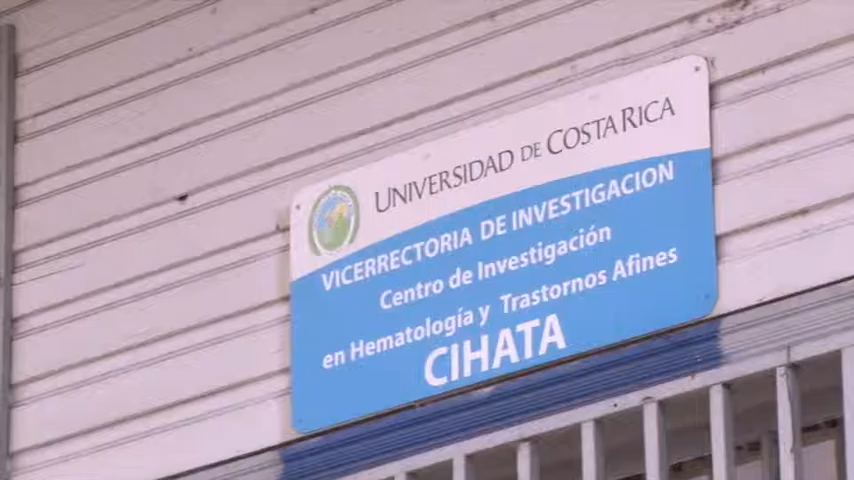 UNIVERSIDAD DE COSTA RICA
VICERRECTORIA DE INVESTIGACION
Centro de Investigación
en Hematología y Trastornos Afines
CIHATA